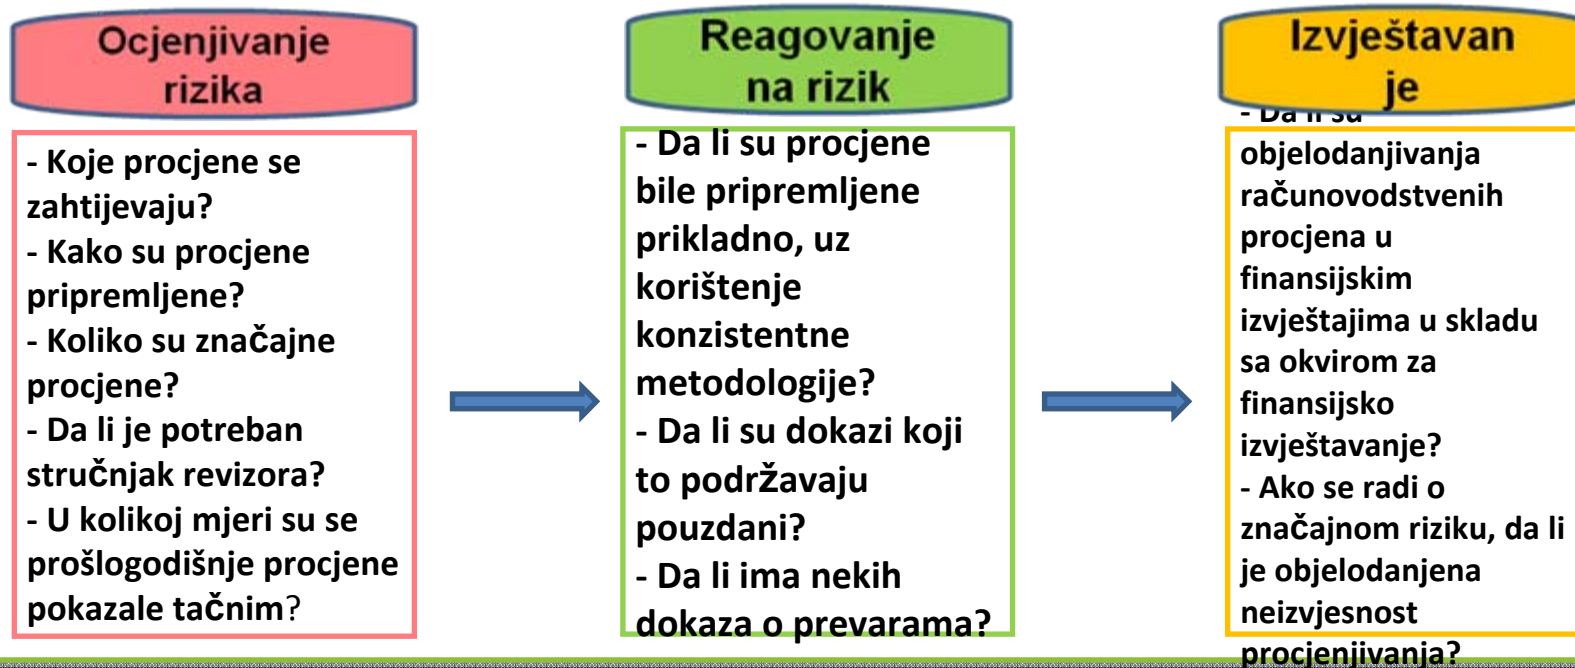 Ocjenjivanje
rizika
- Koje procjene se
zahtijevaju?
- Kako su procjene
pripremljene?
- Koliko su značajne
procjene?
- Da li je potreban
stručnjak revizora?
- U kolikoj mjeri su se
prošlogodišnje procjene
pokazale tačnim?
Reagovanje
na rizik
- Da li su procjene
bile pripremljene
prikladno, uz
korištenje
konzistentne
metodologije?
- Da li su dokazi koji
to podržavaju
pouzdani?
- Da li ima nekih
dokaza o prevarama?
Izvještavan
je
- Da li su
objelodanjivanja
računovodstvenih
procjena u
finansijskim
izvještajima u skladu
sa okvirom za
finansijsko
izvještavanje?
- Ako se radi o
značajnom riziku, da li
je objelodanjena
neizvjesnost
procjenjivanja?